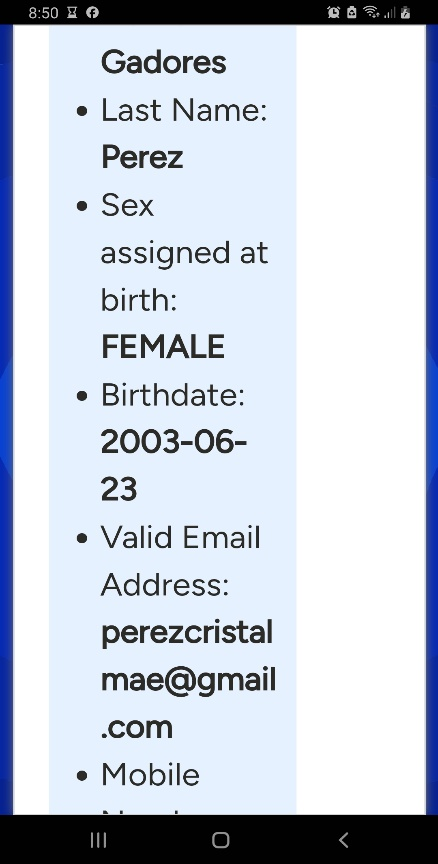 8:50
Gadores
• Last Name:
Perez
• Sex
assigned at
birth:
FEMALE
• Birthdate:
2003-06-
23
• Valid Email
Address:
perezcristal
mae@gmail
.com
• Mobile